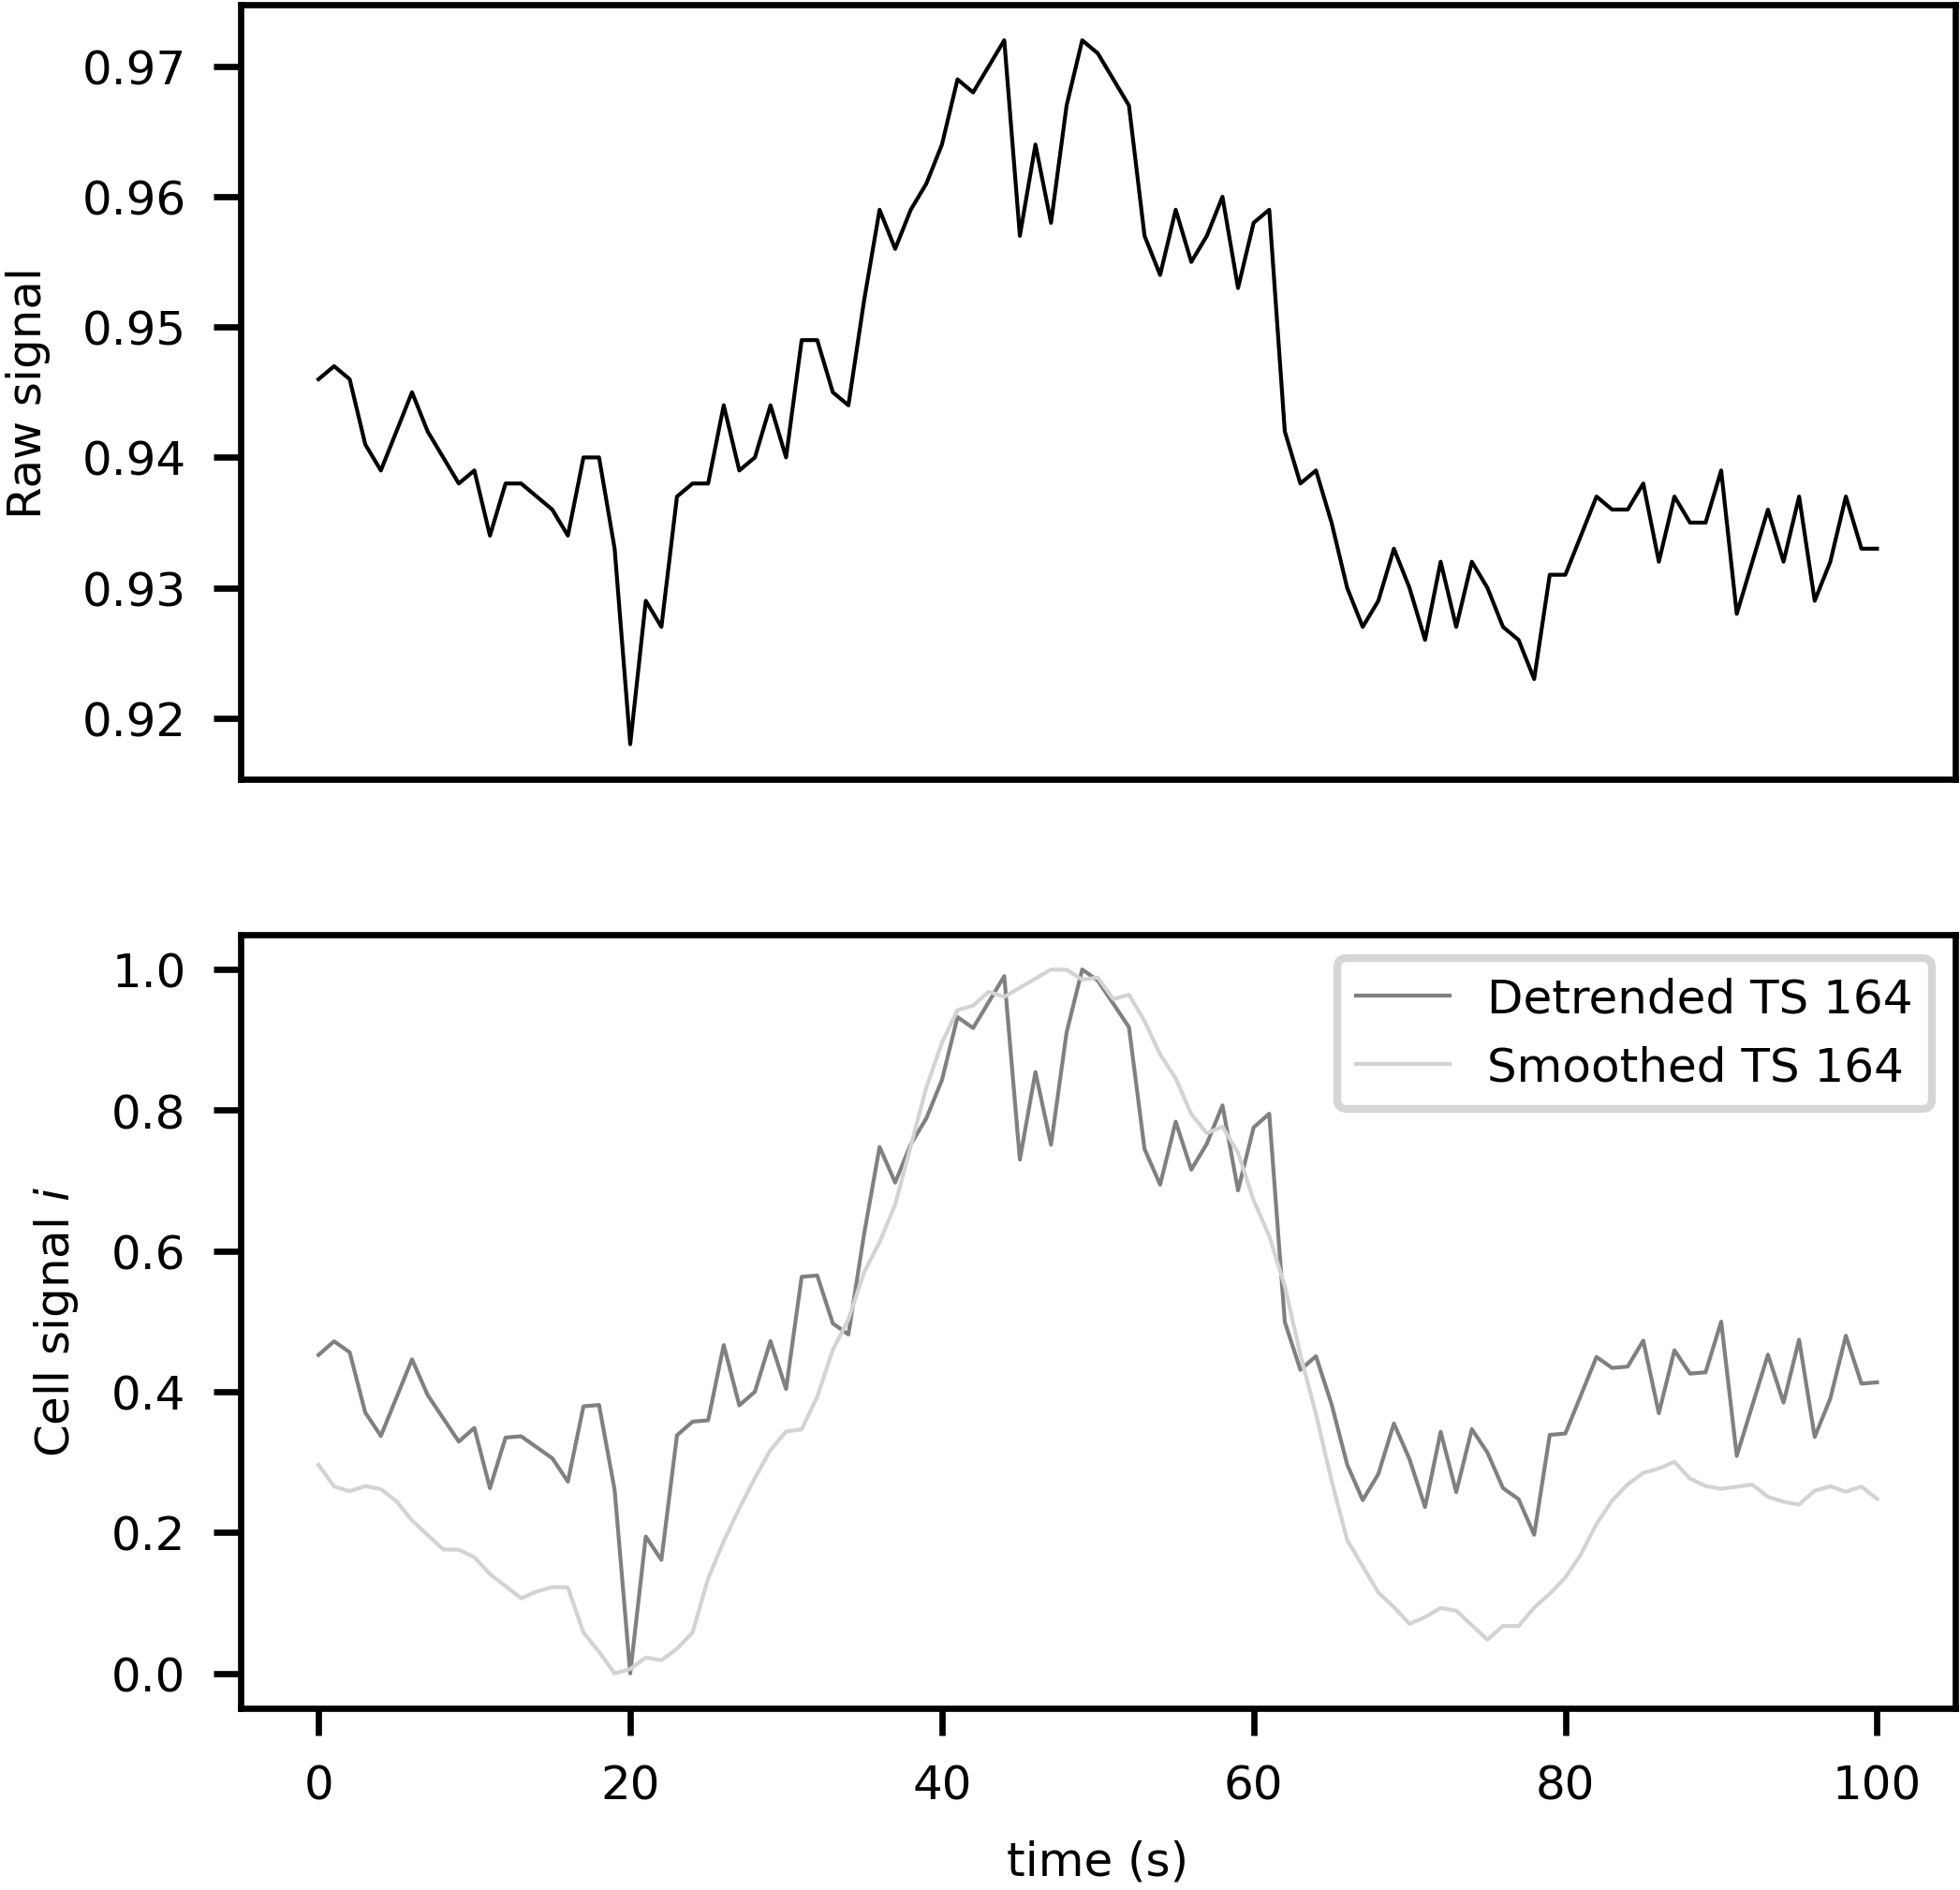 0.97
0.96
0.95
0.94
0.93
0.92
Raw signal
1.0
0.8
0.6
0.4
0.2
0.0
Cell signal i
Detrended TS 164
Smoothed TS 164
0 20 40 60 80 100
time (s)